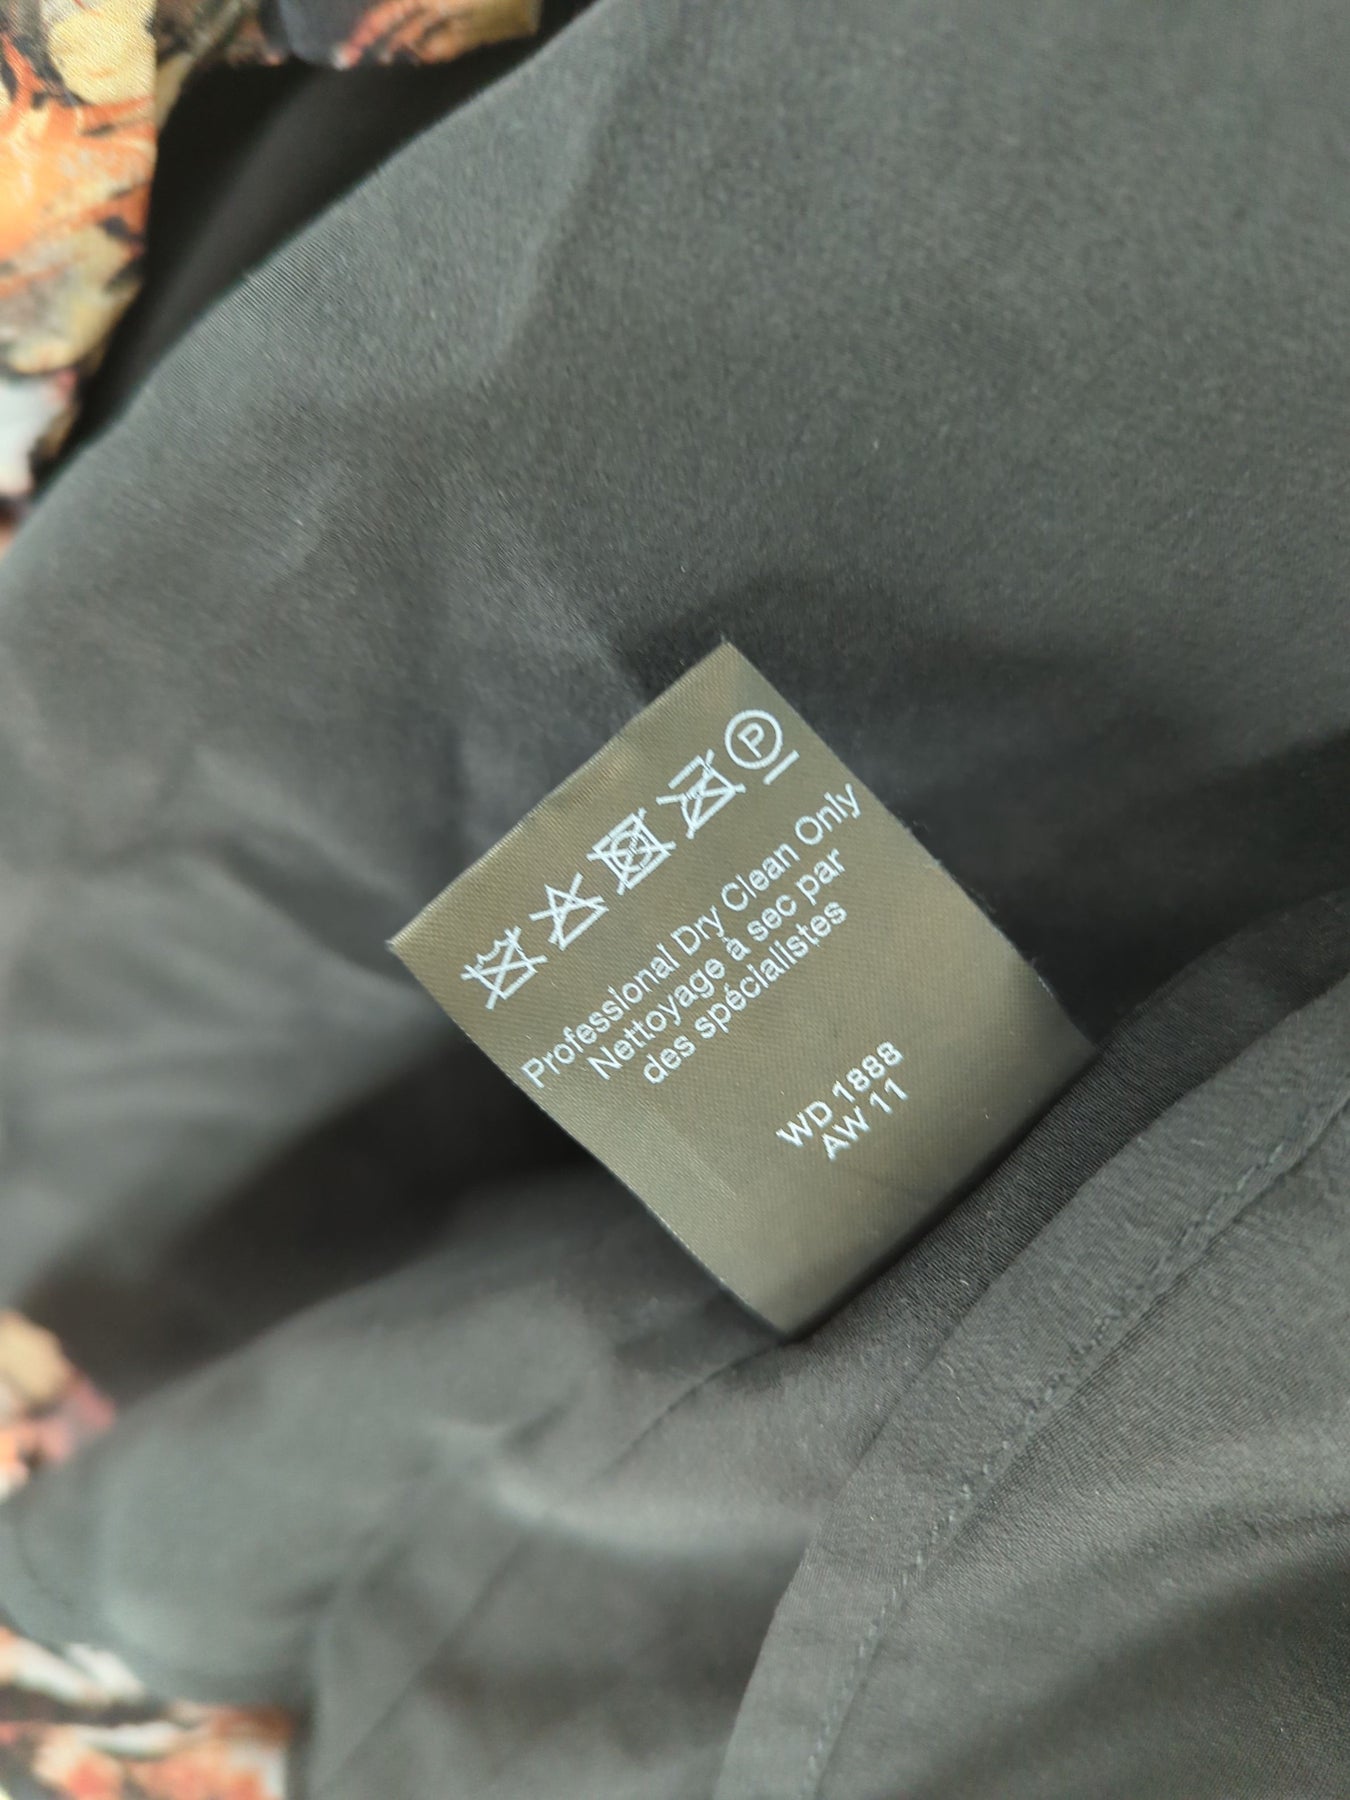 P
Professional Dry Clean Only
Nettoyage à sec par
des spécialistes
WD 1888
AW 11